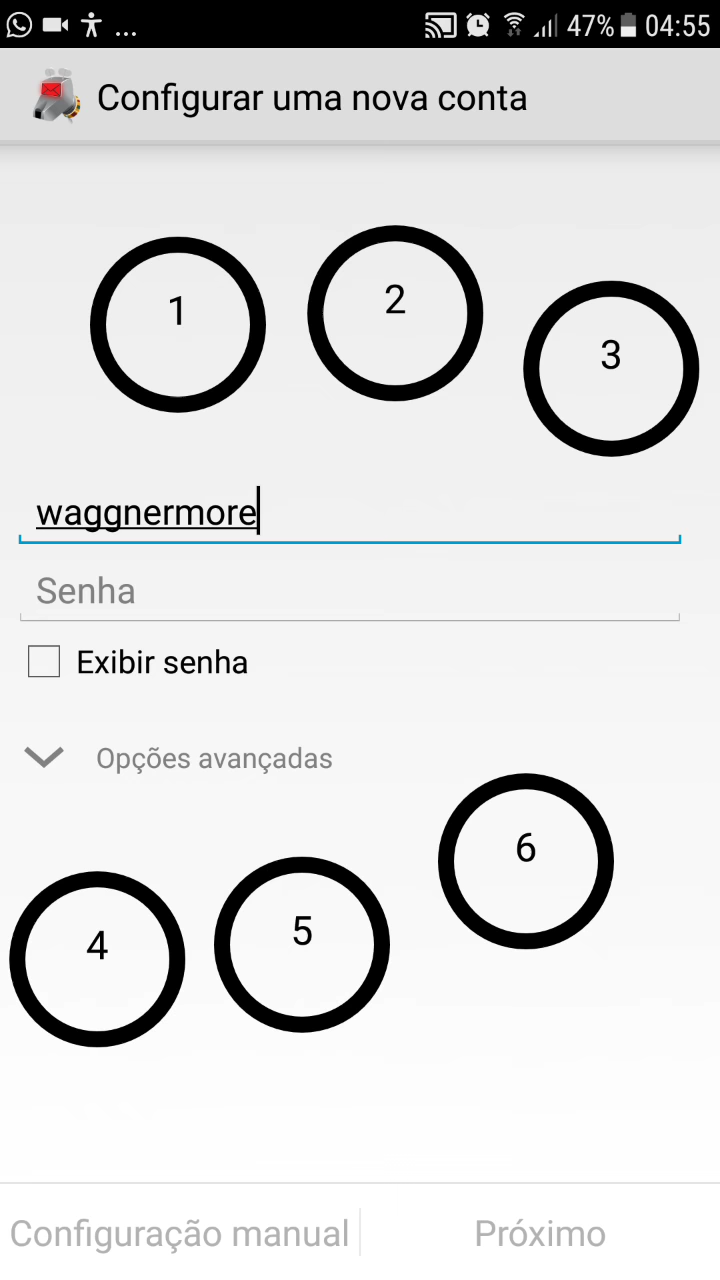 ... 47% 04:55
Configurar uma nova conta
1 2 3
waggnermore
Senha
Exibir senha
Opções avançadas
4 5 6
Configuração manual Próximo